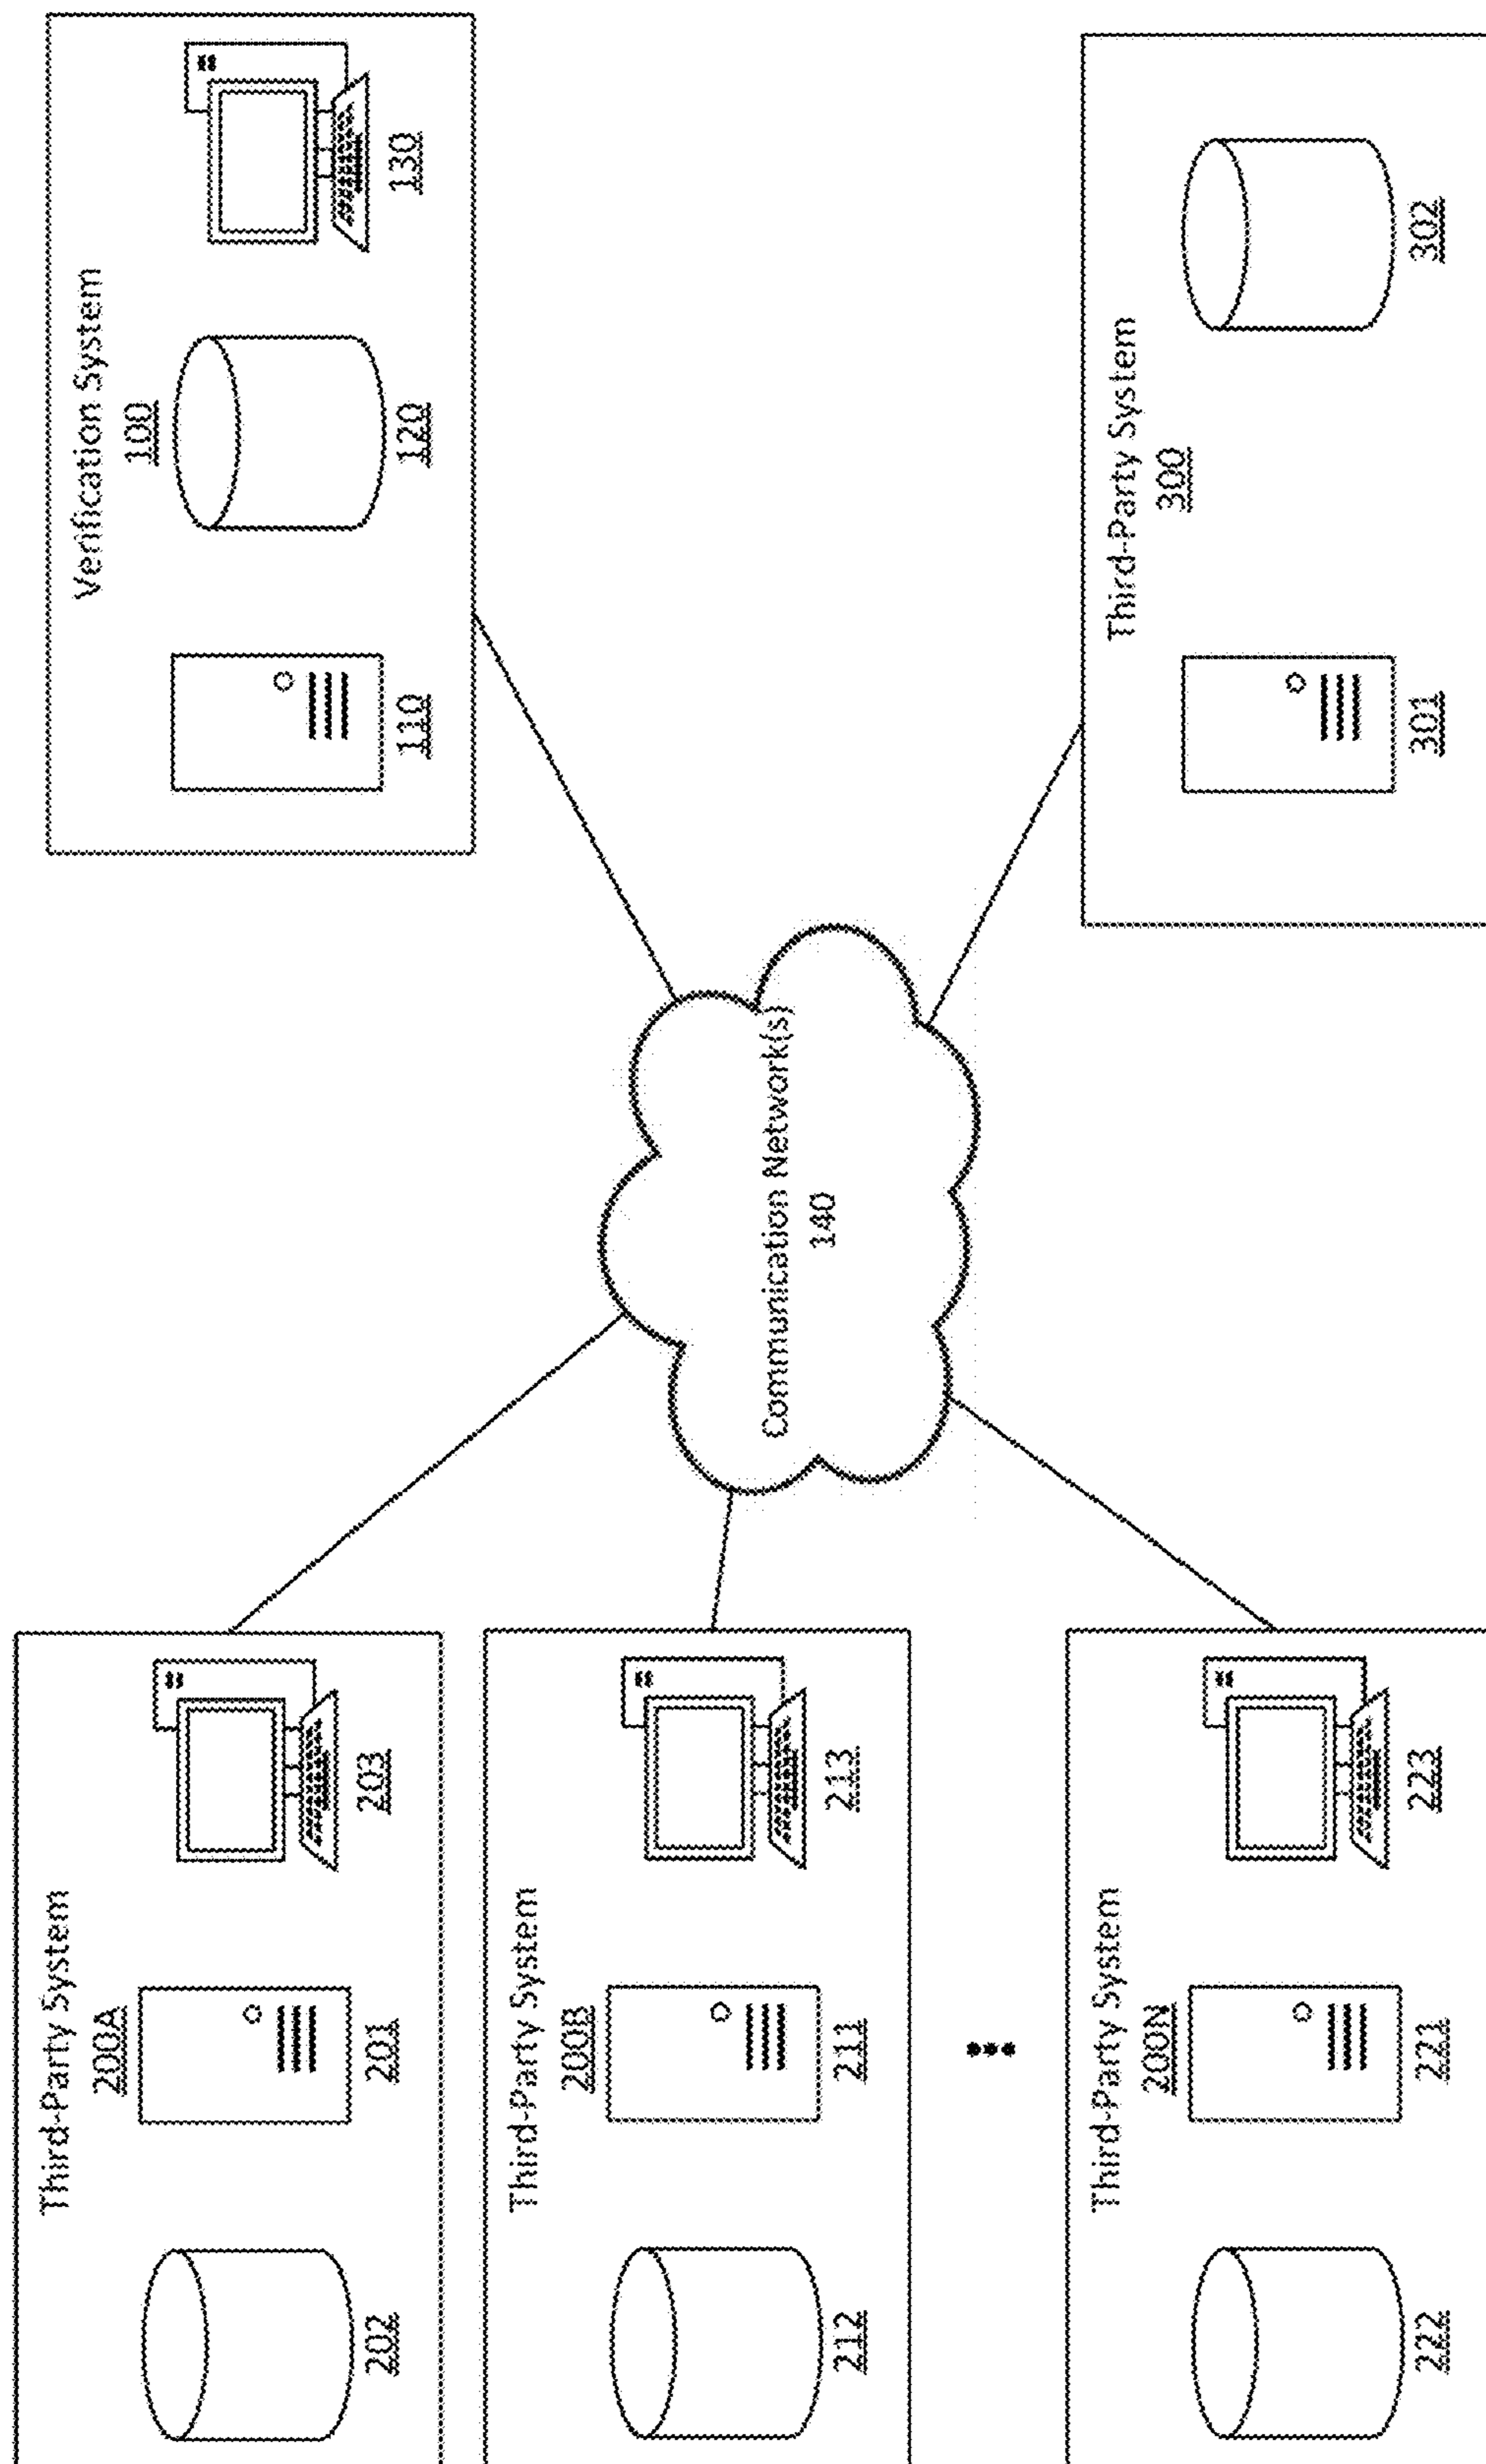 Third-Party System
200A
202
201
203
Third-Party System
200B
212
211
213
Third-Party System
200N
222
221
223
Communication Network(s)
140
Verification System
100
110
120
130
Third-Party System
300
301
302